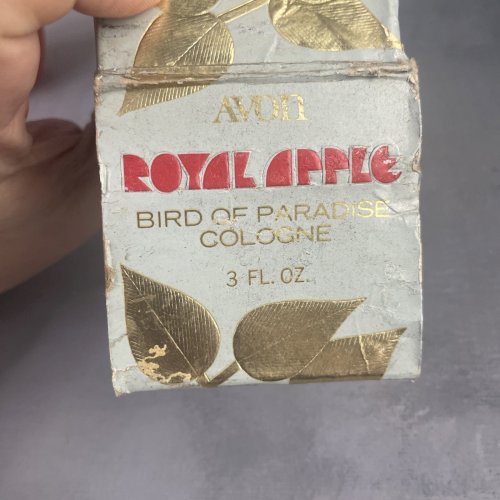 AVON
ROYAL APPLE
BIRD OF PARADISE
COLOGNE
3 FL. OZ.